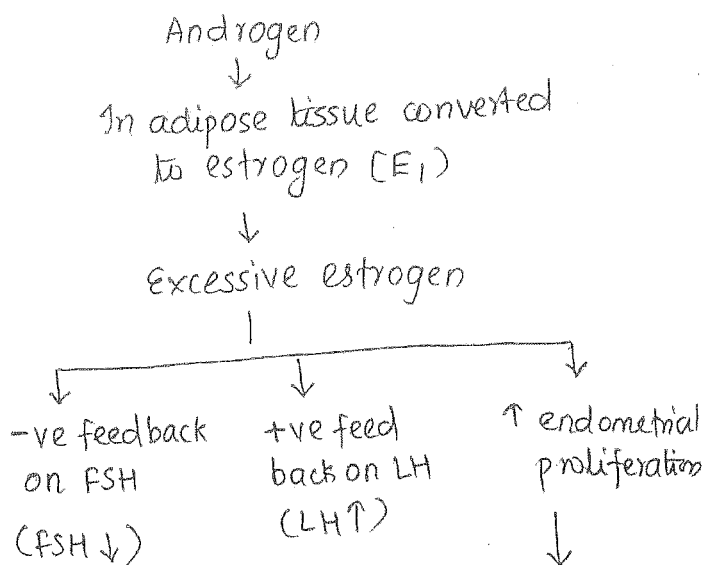 Androgen
↓
In adipose tissue converted
to estrogen (E1)
↓
Excessive estrogen
-ve feedback
on FSH
(FSH ↓)
+ve feed
back on LH
(LH↑)
↑ endometrial
proliferation
↓